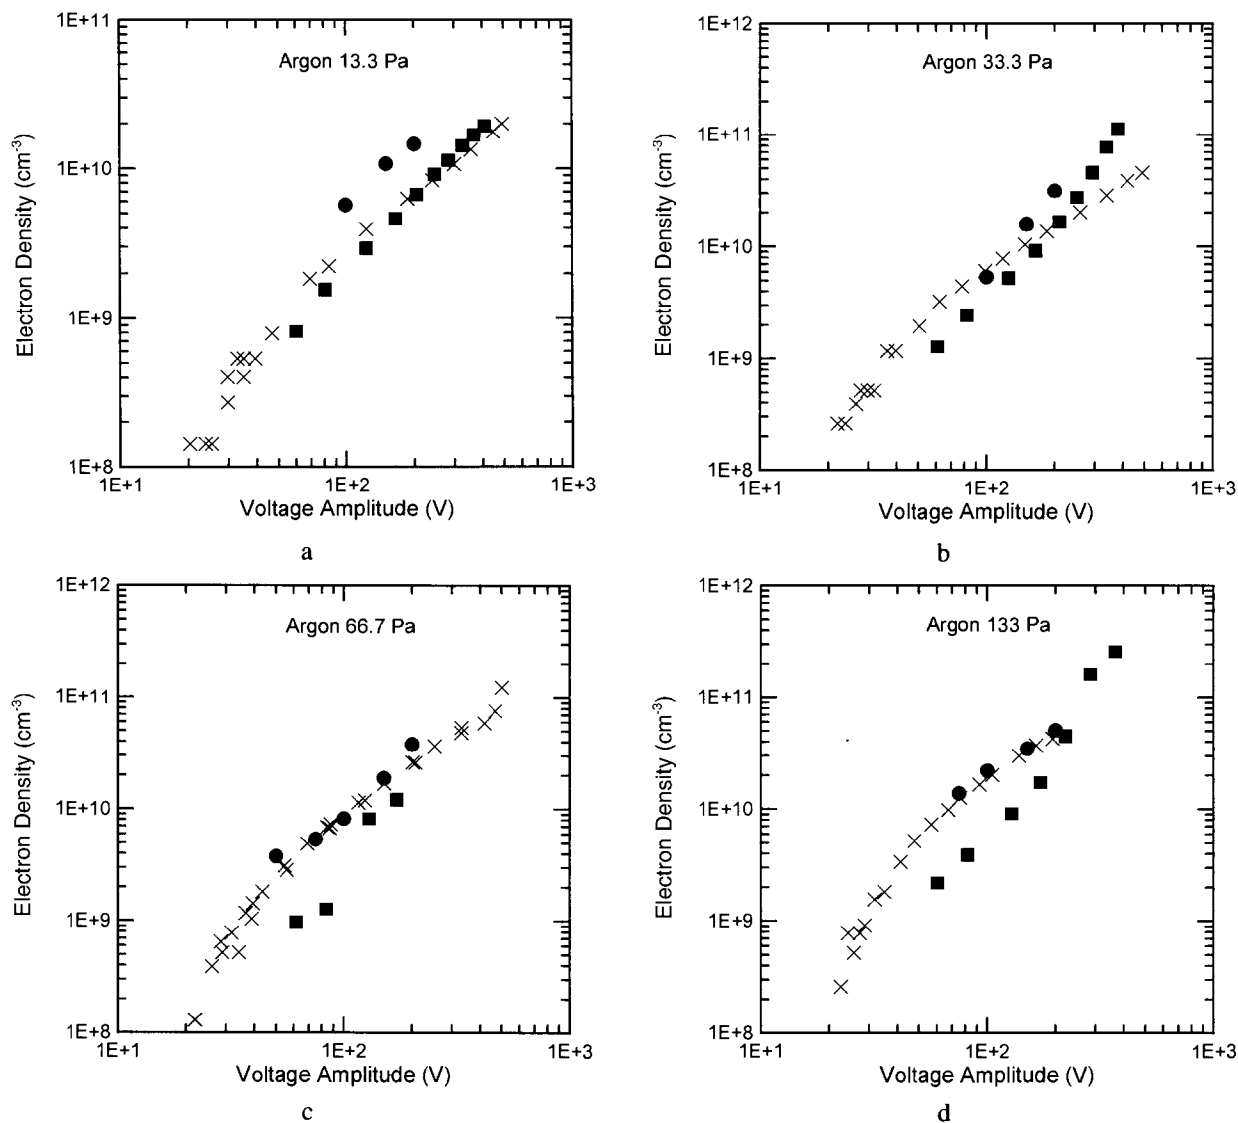 Argon 13.3 Pa
1E+11
1E+10
1E+9
1E+8
Electron Density (cm⁻³)
1E+1
1E+2
1E+3
Voltage Amplitude (V)
a
Argon 33.3 Pa
1E+12
1E+11
1E+10
1E+9
1E+8
Electron Density (cm⁻³)
1E+1
1E+2
1E+3
Voltage Amplitude (V)
b
Argon 66.7 Pa
1E+12
1E+11
1E+10
1E+9
1E+8
Electron Density (cm⁻³)
1E+1
1E+2
1E+3
Voltage Amplitude (V)
c
Argon 133 Pa
1E+12
1E+11
1E+10
1E+9
1E+8
Electron Density (cm⁻³)
1E+1
1E+2
1E+3
Voltage Amplitude (V)
d